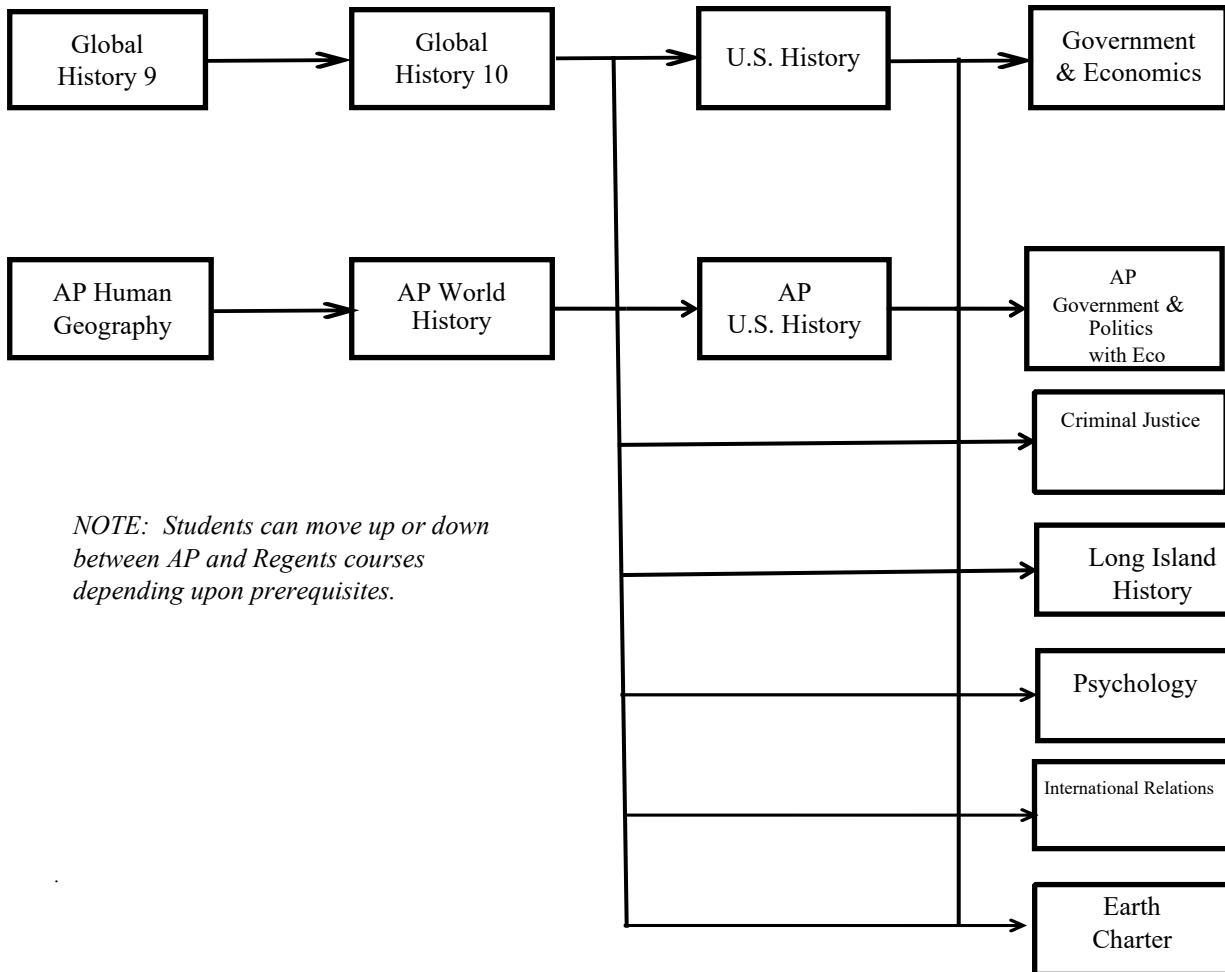 Global
History 9
Global
History 10
U.S. History
Government
& Economics
AP Human
Geography
AP World
History
AP
U.S. History
AP
Government &
Politics
with Eco
Criminal Justice
NOTE: Students can move up or down
between AP and Regents courses
depending upon prerequisites.
Long Island
History
Psychology
International Relations
.
Earth
Charter